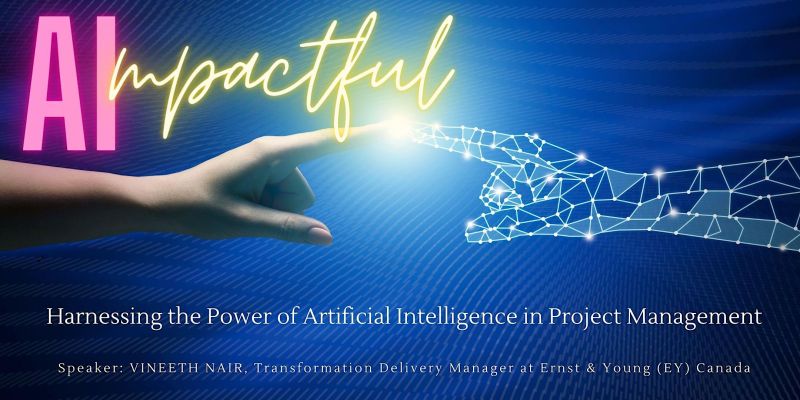 AImpactful
Harnessing the Power of Artificial Intelligence in Project Management
Speaker: VINEETH NAIR, Transformation Delivery Manager at Ernst & Young (EY) Canada